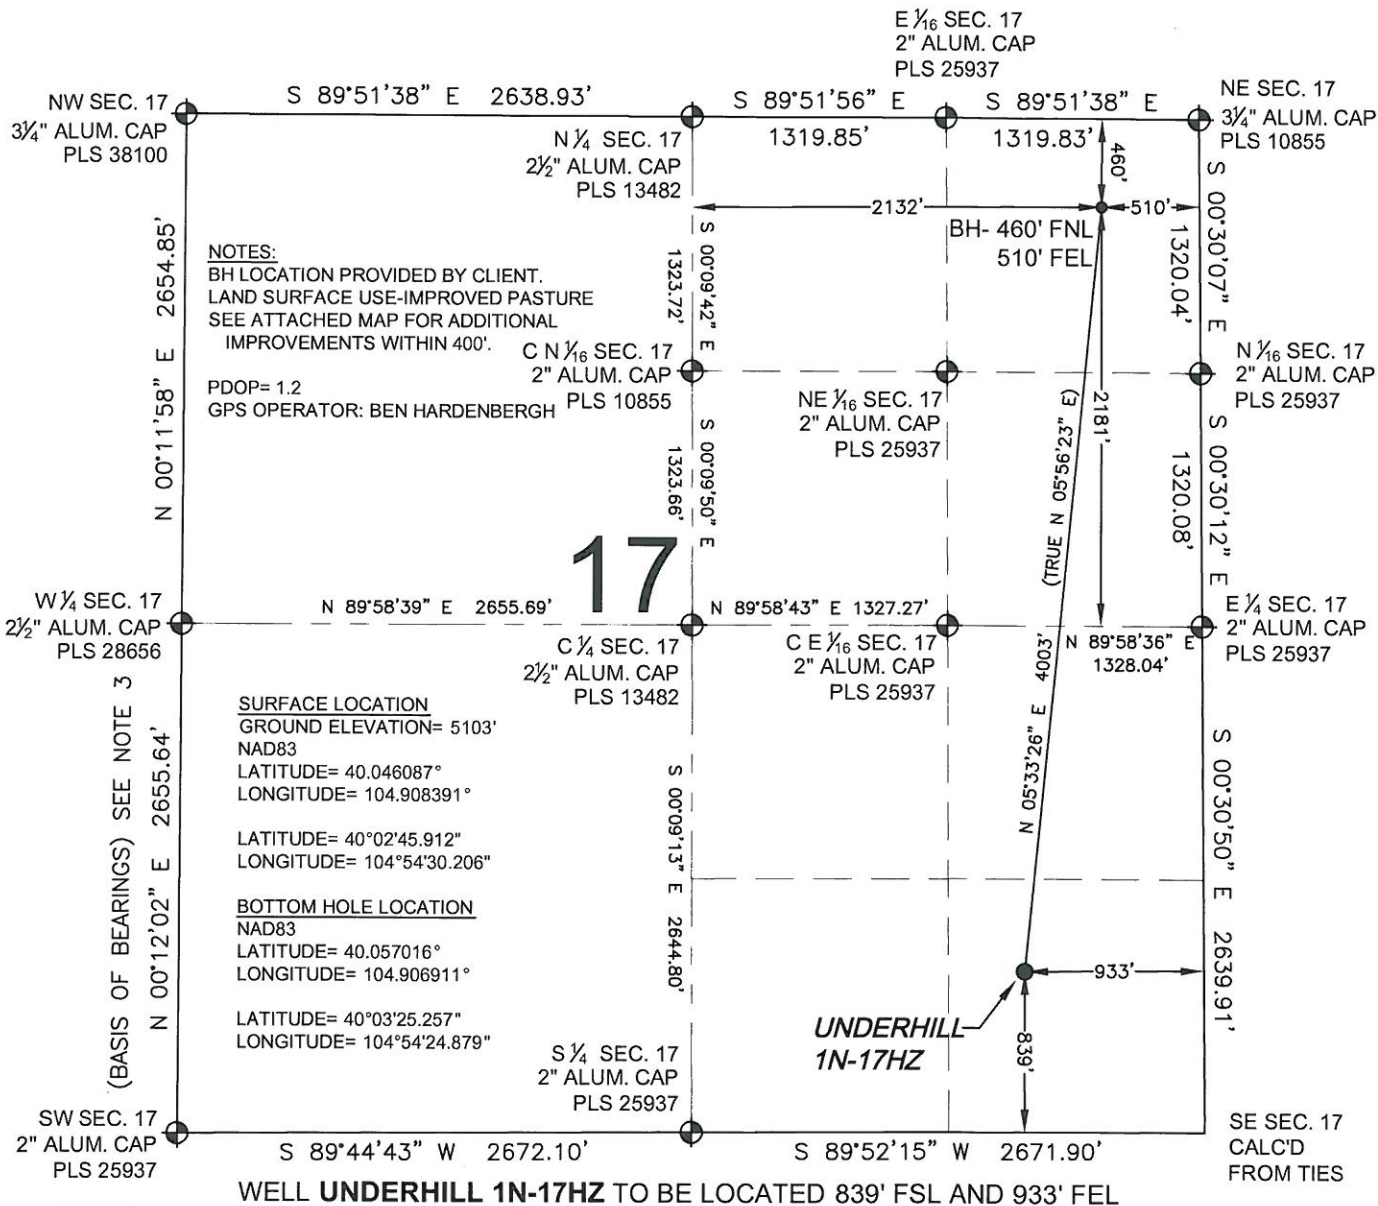 E 1/16 SEC. 17
2" ALUM. CAP
PLS 25937
NW SEC. 17
3¼" ALUM. CAP
PLS 38100
S 89°51'38" E 2638.93'
N ¼ SEC. 17
2½" ALUM. CAP
PLS 13482
S 89°51'56" E
1319.85'
S 89°51'38" E
1319.83'
NE SEC. 17
3¼" ALUM. CAP
PLS 10855
460'
2132'
510'
BH- 460' FNL
510' FEL
S 00°30'07" E
1320.04'
N 00°11'58" E 2654.85'
NOTES:
BH LOCATION PROVIDED BY CLIENT.
LAND SURFACE USE-IMPROVED PASTURE
SEE ATTACHED MAP FOR ADDITIONAL
IMPROVEMENTS WITHIN 400'.
PDOP= 1.2
GPS OPERATOR: BEN HARDENBERGH
S 00°09'42" E
1323.72'
C N 1/16 SEC. 17
2" ALUM. CAP
PLS 10855
NE 1/16 SEC. 17
2" ALUM. CAP
PLS 25937
N 1/16 SEC. 17
2" ALUM. CAP
PLS 25937
S 00°09'50" E
1323.66'
(TRUE N 05°56'23" E)
2181'
S 00°30'12" E
1320.08'
17
W ¼ SEC. 17
2½" ALUM. CAP
PLS 28656
N 89°58'39" E 2655.69'
N 89°58'43" E 1327.27'
C ¼ SEC. 17
2½" ALUM. CAP
PLS 13482
C E 1/16 SEC. 17
2" ALUM. CAP
PLS 25937
N 89°58'36" E
1328.04'
E ¼ SEC. 17
2" ALUM. CAP
PLS 25937
N 05°33'26" E 4003'
(BASIS OF BEARINGS) SEE NOTE 3
N 00°12'02" E 2655.64'
SURFACE LOCATION
GROUND ELEVATION= 5103'
NAD83
LATITUDE= 40.046087°
LONGITUDE= 104.908391°
LATITUDE= 40°02'45.912"
LONGITUDE= 104°54'30.206"
BOTTOM HOLE LOCATION
NAD83
LATITUDE= 40.057016°
LONGITUDE= 104.906911°
LATITUDE= 40°03'25.257"
LONGITUDE= 104°54'24.879"
S 00°09'13" E 2644.80'
S 00°30'50" E 2639.91'
933'
839'
UNDERHILL
1N-17HZ
S ¼ SEC. 17
2" ALUM. CAP
PLS 25937
SW SEC. 17
2" ALUM. CAP
PLS 25937
S 89°44'43" W 2672.10'
S 89°52'15" W 2671.90'
SE SEC. 17
CALC'D
FROM TIES
WELL UNDERHILL 1N-17HZ TO BE LOCATED 839' FSL AND 933' FEL